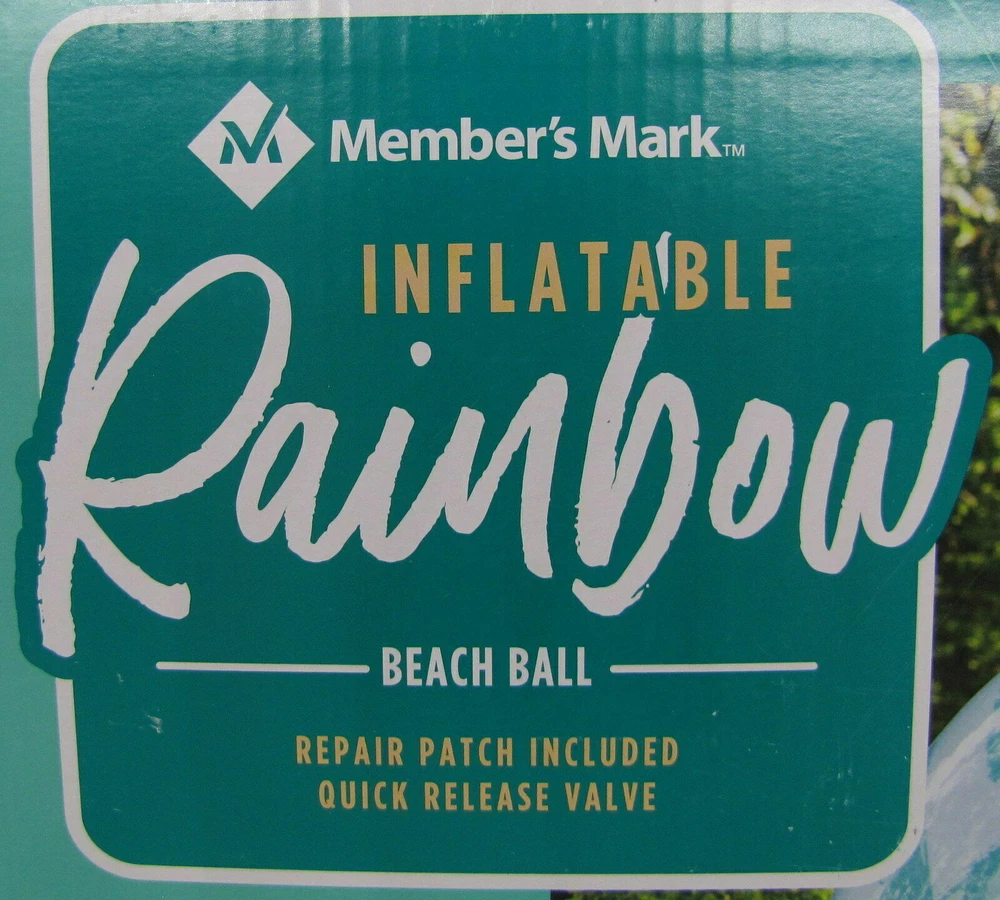 Member's Mark™
INFLATABLE
Rainbow
BEACH BALL
REPAIR PATCH INCLUDED
QUICK RELEASE VALVE